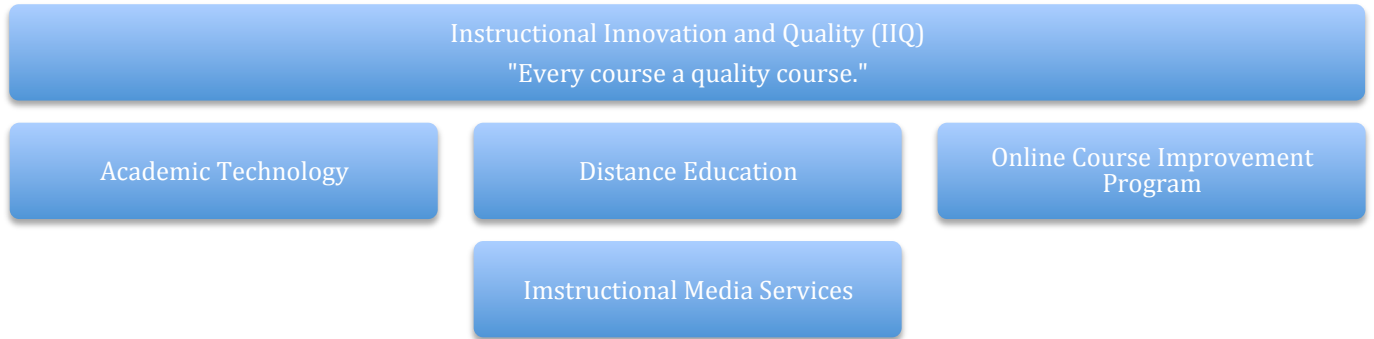 Instructional Innovation and Quality (IIQ)
"Every course a quality course."
Academic Technology
Distance Education
Online Course Improvement
Program
Imstructional Media Services